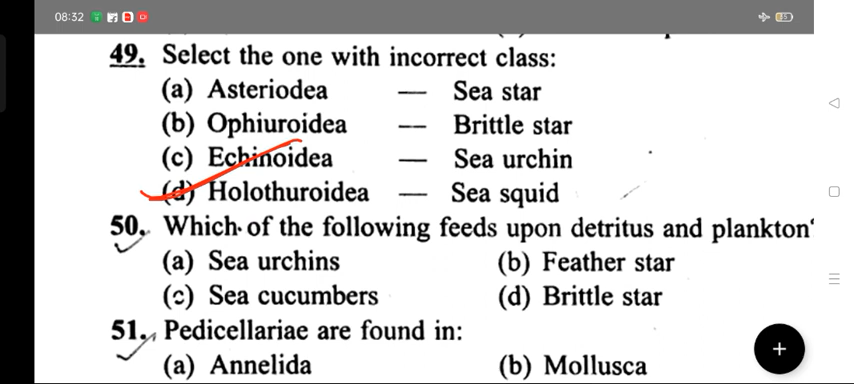 08:32
49. Select the one with incorrect class:
(a) Asteriodea — Sea star
(b) Ophiuroidea — Brittle star
(c) Echinoidea — Sea urchin
(d) Holothuroidea — Sea squid
50. Which of the following feeds upon detritus and plankton
(a) Sea urchins (b) Feather star
(c) Sea cucumbers (d) Brittle star
51. Pedicellariae are found in:
(a) Annelida (b) Mollusca